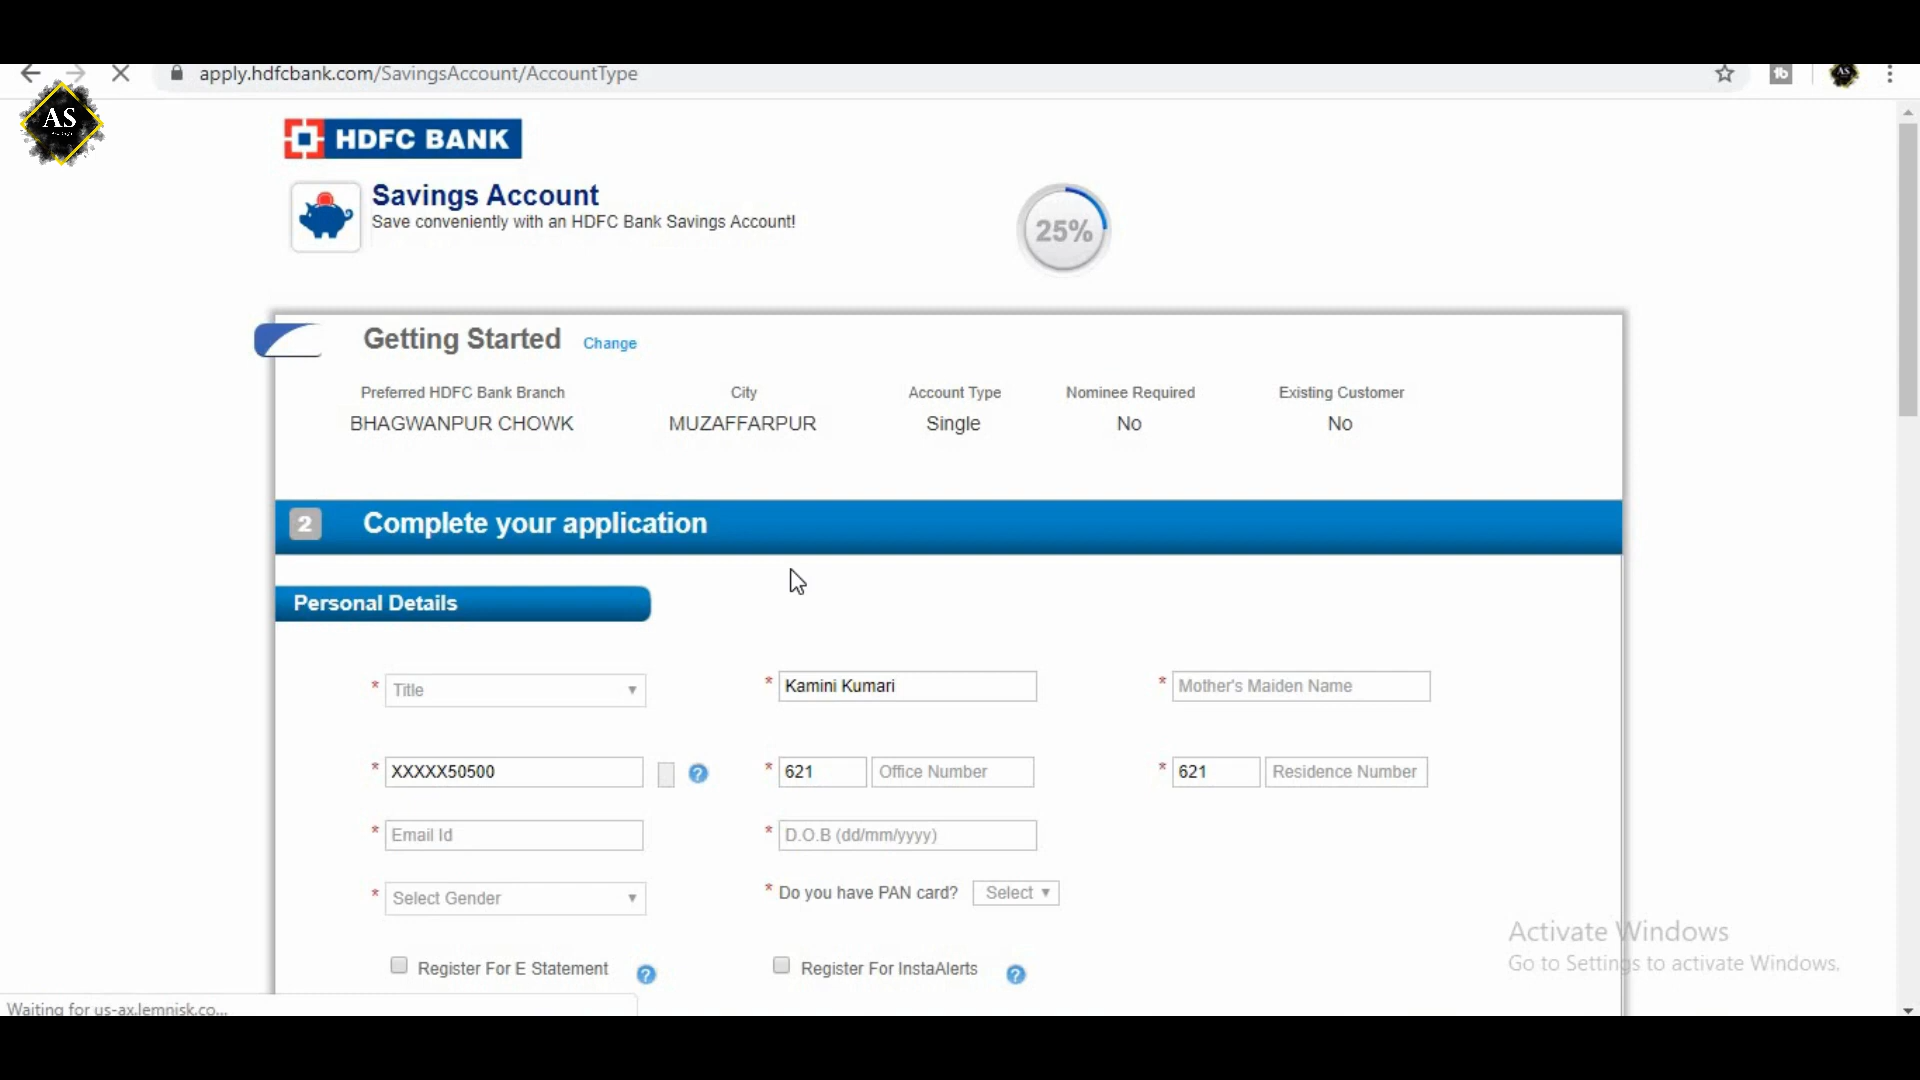 apply.hdfcbank.com/SavingsAccount/AccountType
tb
AS
AS
HDFC BANK
Savings Account
Save conveniently with an HDFC Bank Savings Account!
25%
Getting Started Change
Preferred HDFC Bank Branch City Account Type Nominee Required Existing Customer
BHAGWANPUR CHOWK MUZAFFARPUR Single No No
2 Complete your application
Personal Details
* Title * Kamini Kumari * Mother's Maiden Name
* XXXXX50500 ? * 621 Office Number * 621 Residence Number
* Email Id * D.O.B (dd/mm/yyyy)
* Select Gender * Do you have PAN card? Select
Register For E Statement ? Register For InstaAlerts ?
Activate Windows
Go to Settings to activate Windows.
Waiting for us-ax.lemnisk.co...